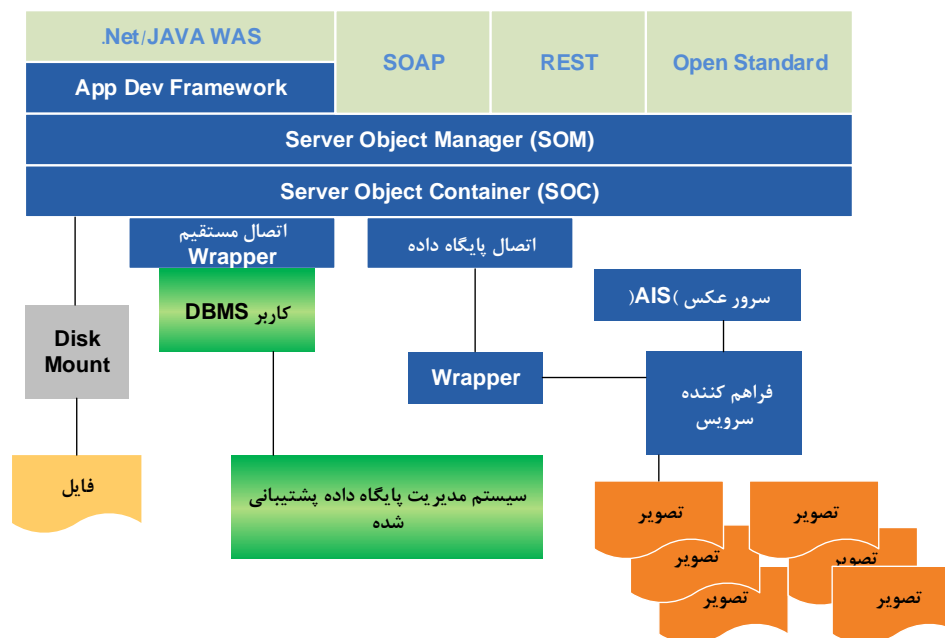 .Net/JAVA WAS
SOAP
REST
Open Standard
App Dev Framework
Server Object Manager (SOM)
Server Object Container (SOC)
اتصال مستقیم
Wrapper
اتصال پایگاه داده
سرور عکس )AIS(
کاربر DBMS
Disk
Mount
Wrapper
فراهم کننده
سرویس
فایل
سیستم مدیریت پایگاه داده پشتیبانی
شده
تصویر
تصویر
تصویر
تصویر
تصویر
تصویر